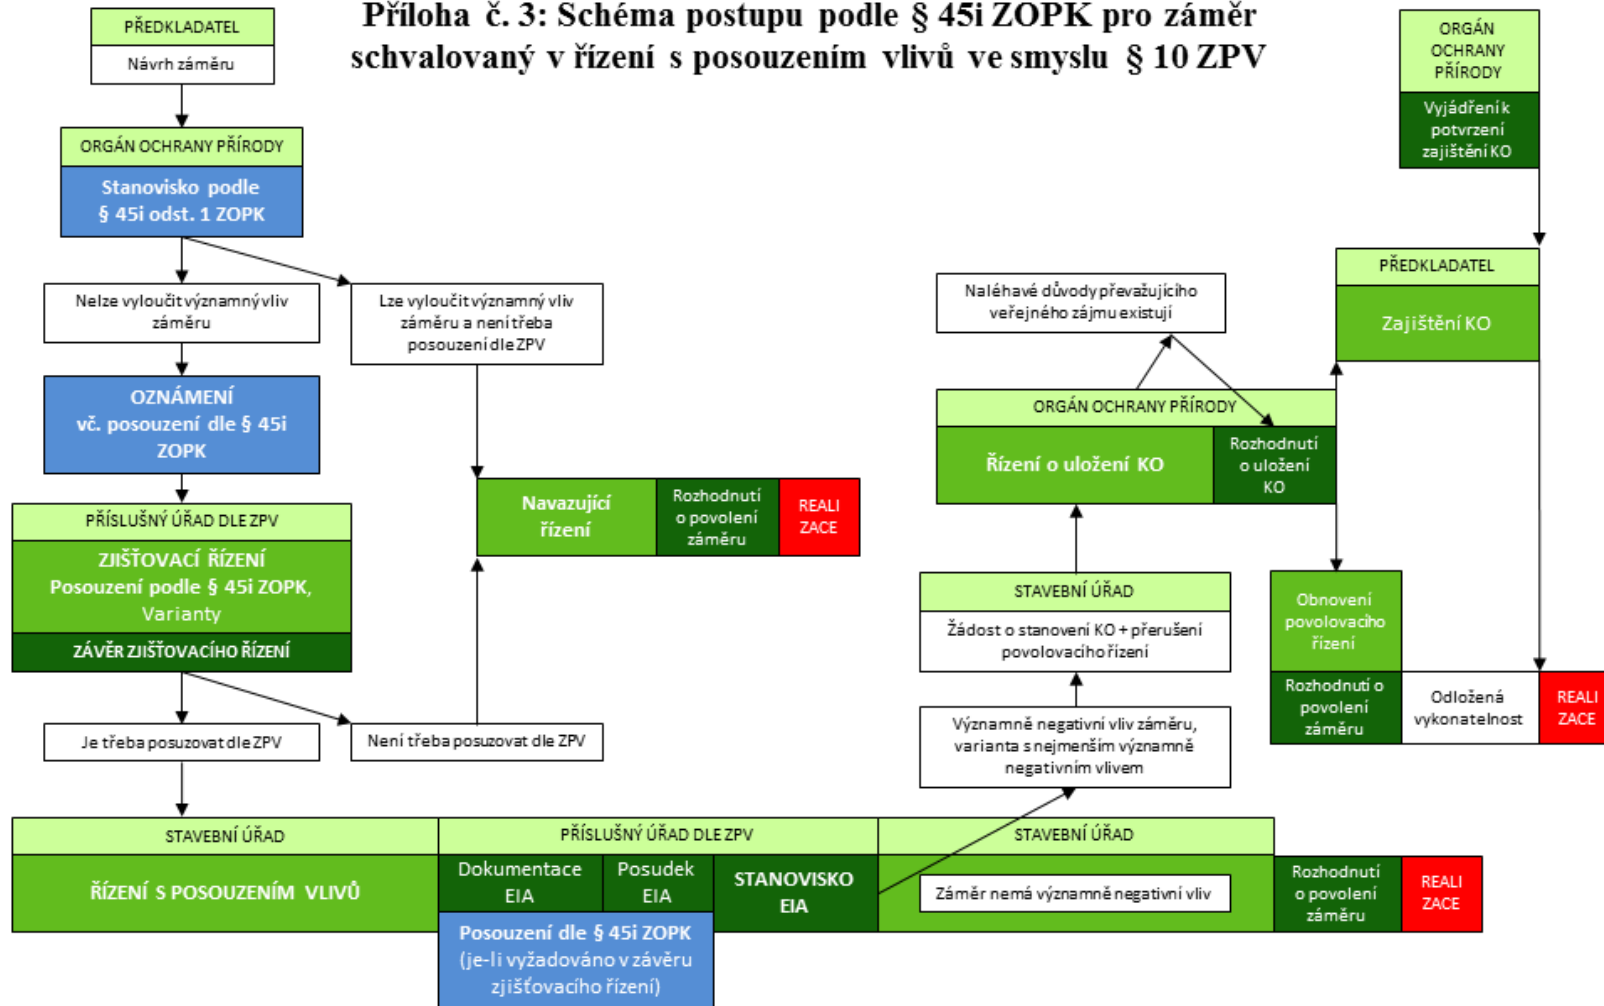 Příloha č. 3: Schéma postupu podle § 45i ZOPK pro záměr
schvalovaný v řízení s posouzením vlivů ve smyslu § 10 ZPV
PŘEDKLADATEL
Návrh záměru
ORGÁN OCHRANY PŘÍRODY
Stanovisko podle
§ 45i odst. 1 ZOPK
Nelze vyloučit významný vliv
záměru
Lze vyloučit významný vliv
záměru a není třeba
posouzení dle ZPV
OZNÁMENÍ
vč. posouzení dle § 45i
ZOPK
PŘÍSLUŠNÝ ÚŘAD DLE ZPV
ZJIŠŤOVACÍ ŘÍZENÍ
Posouzení podle § 45i ZOPK,
Varianty
ZÁVĚR ZJIŠŤOVACÍHO ŘÍZENÍ
Je třeba posuzovat dle ZPV
Není třeba posuzovat dle ZPV
Navazující
řízení
Rozhodnutí
o povolení
záměru
REALI
ZACE
STAVEBNÍ ÚŘAD
ŘÍZENÍ S POSOUZENÍM VLIVŮ
PŘÍSLUŠNÝ ÚŘAD DLE ZPV
Dokumentace
EIA
Posudek
EIA
STANOVISKO
EIA
Posouzení dle § 45i ZOPK
(je-li vyžadováno v závěru
zjišťovacího řízení)
STAVEBNÍ ÚŘAD
Záměr nemá významně negativní vliv
Rozhodnutí
o povolení
záměru
REALI
ZACE
Významně negativní vliv záměru,
varianta s nejmenším významně
negativním vlivem
STAVEBNÍ ÚŘAD
Žádost o stanovení KO + přerušení
povolovacího řízení
ORGÁN OCHRANY PŘÍRODY
Řízení o uložení KO
Rozhodnutí
o uložení
KO
Naléhavé důvody převažujícího
veřejného zájmu existují
ORGÁN
OCHRANY
PŘÍRODY
Vyjádření k
potvrzení
zajištění KO
PŘEDKLADATEL
Zajištění KO
Obnovení
povolovacího
řízení
Rozhodnutí o
povolení
záměru
Odložená
vykonatelnost
REALI
ZACE